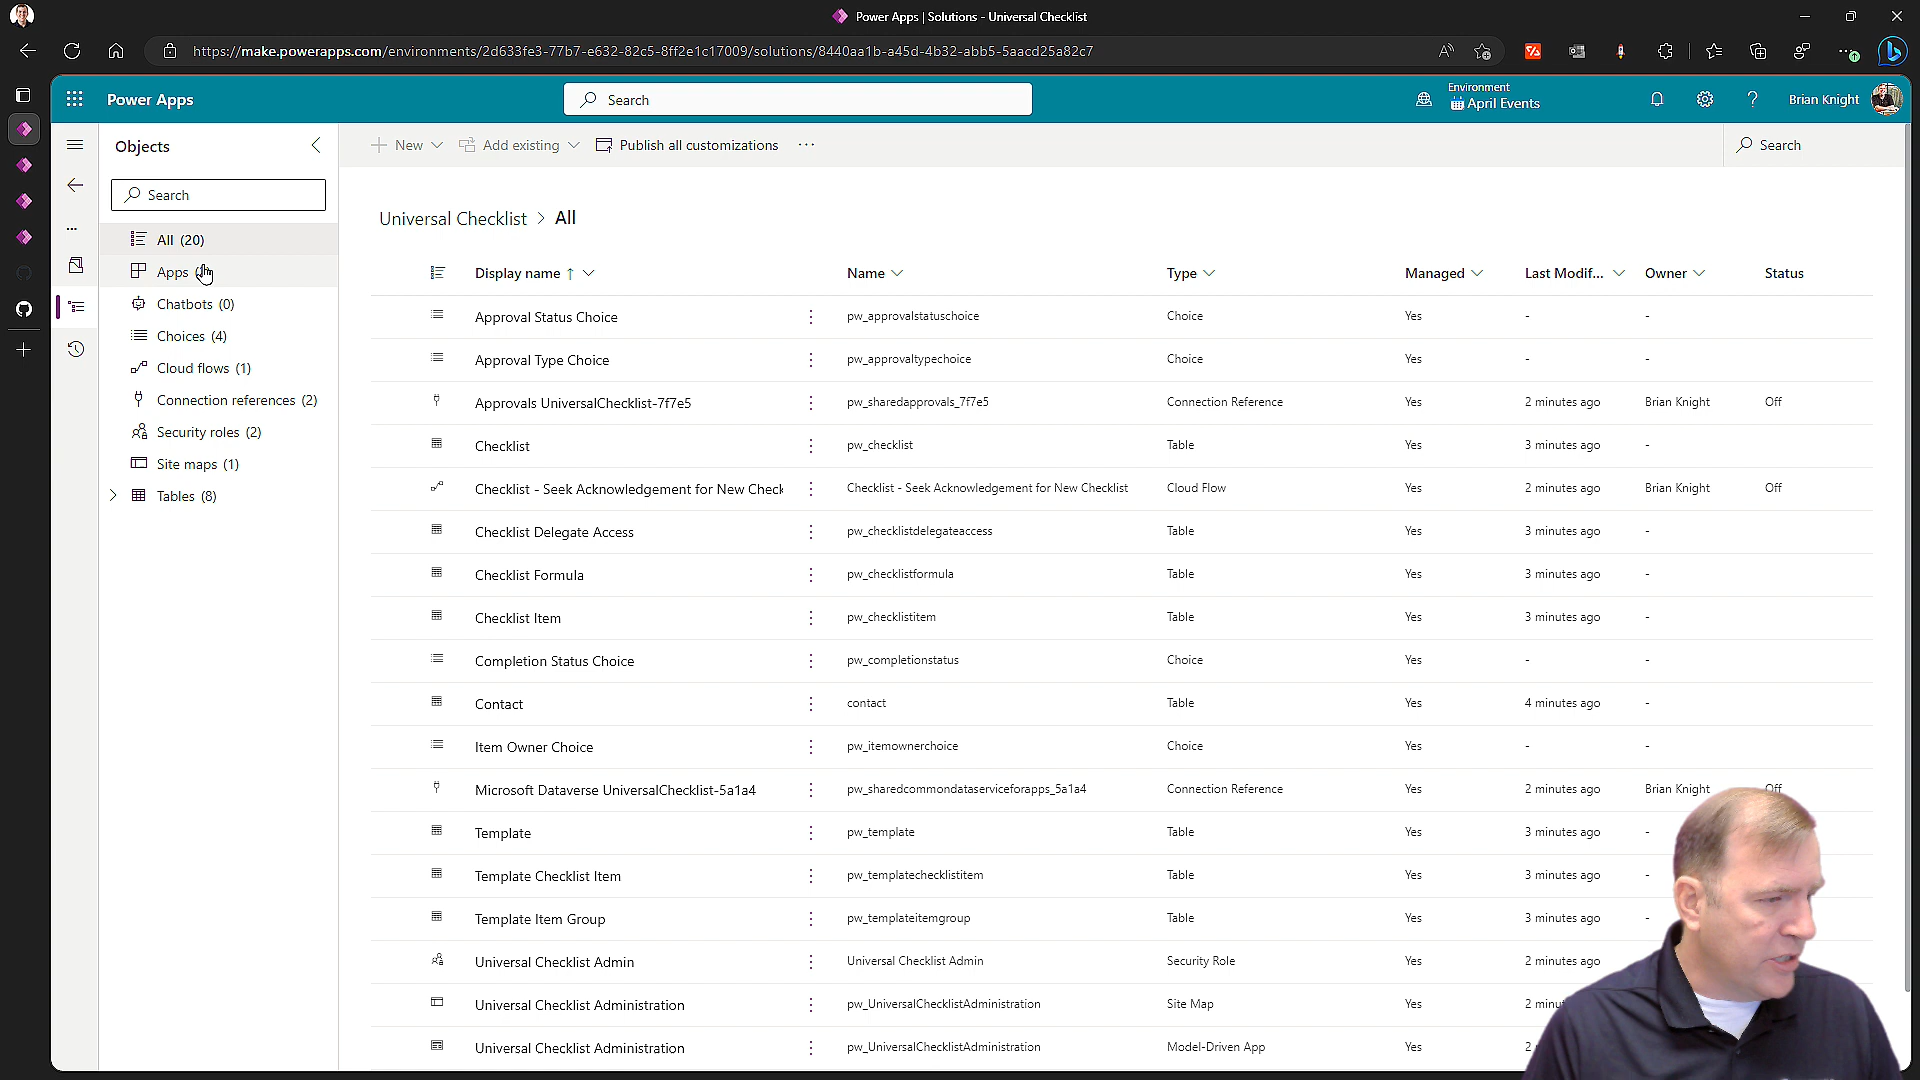 Power Apps | Solutions - Universal Checklist
https://make.powerapps.com/environments/2d633fe3-77b7-e632-82c5-8ff2e1c17009/solutions/8440aa1b-a45d-4b32-abb5-5aacd25a82c7
Power Apps
Search
Environment
April Events
Brian Knight
Objects
New
Add existing
Publish all customizations
Search
Search
Universal Checklist > All
All (20)
Apps
Chatbots (0)
Choices (4)
Cloud flows (1)
Connection references (2)
Security roles (2)
Site maps (1)
Tables (8)
Display name ↑ Name Type Managed Last Modif... Owner Status
Approval Status Choice pw_approvalstatuschoice Choice Yes - -
Approval Type Choice pw_approvaltypechoice Choice Yes - -
Approvals UniversalChecklist-7f7e5 pw_sharedapprovals_7f7e5 Connection Reference Yes 2 minutes ago Brian Knight Off
Checklist pw_checklist Table Yes 3 minutes ago -
Checklist - Seek Acknowledgement for New Check Checklist - Seek Acknowledgement for New Checklist Cloud Flow Yes 2 minutes ago Brian Knight Off
Checklist Delegate Access pw_checklistdelegateaccess Table Yes 3 minutes ago -
Checklist Formula pw_checklistformula Table Yes 3 minutes ago -
Checklist Item pw_checklistitem Table Yes 3 minutes ago -
Completion Status Choice pw_completionstatus Choice Yes - -
Contact contact Table Yes 4 minutes ago -
Item Owner Choice pw_itemownerchoice Choice Yes - -
Microsoft Dataverse UniversalChecklist-5a1a4 pw_sharedcommondataserviceforapps_5a1a4 Connection Reference Yes 2 minutes ago Brian Knight Off
Template pw_template Table Yes 3 minutes ago -
Template Checklist Item pw_templatechecklistitem Table Yes 3 minutes ago -
Template Item Group pw_templateitemgroup Table Yes 3 minutes ago -
Universal Checklist Admin Universal Checklist Admin Security Role Yes 2 minutes ago
Universal Checklist Administration pw_UniversalChecklistAdministration Site Map Yes 2
Universal Checklist Administration pw_UniversalChecklistAdministration Model-Driven App Yes 2